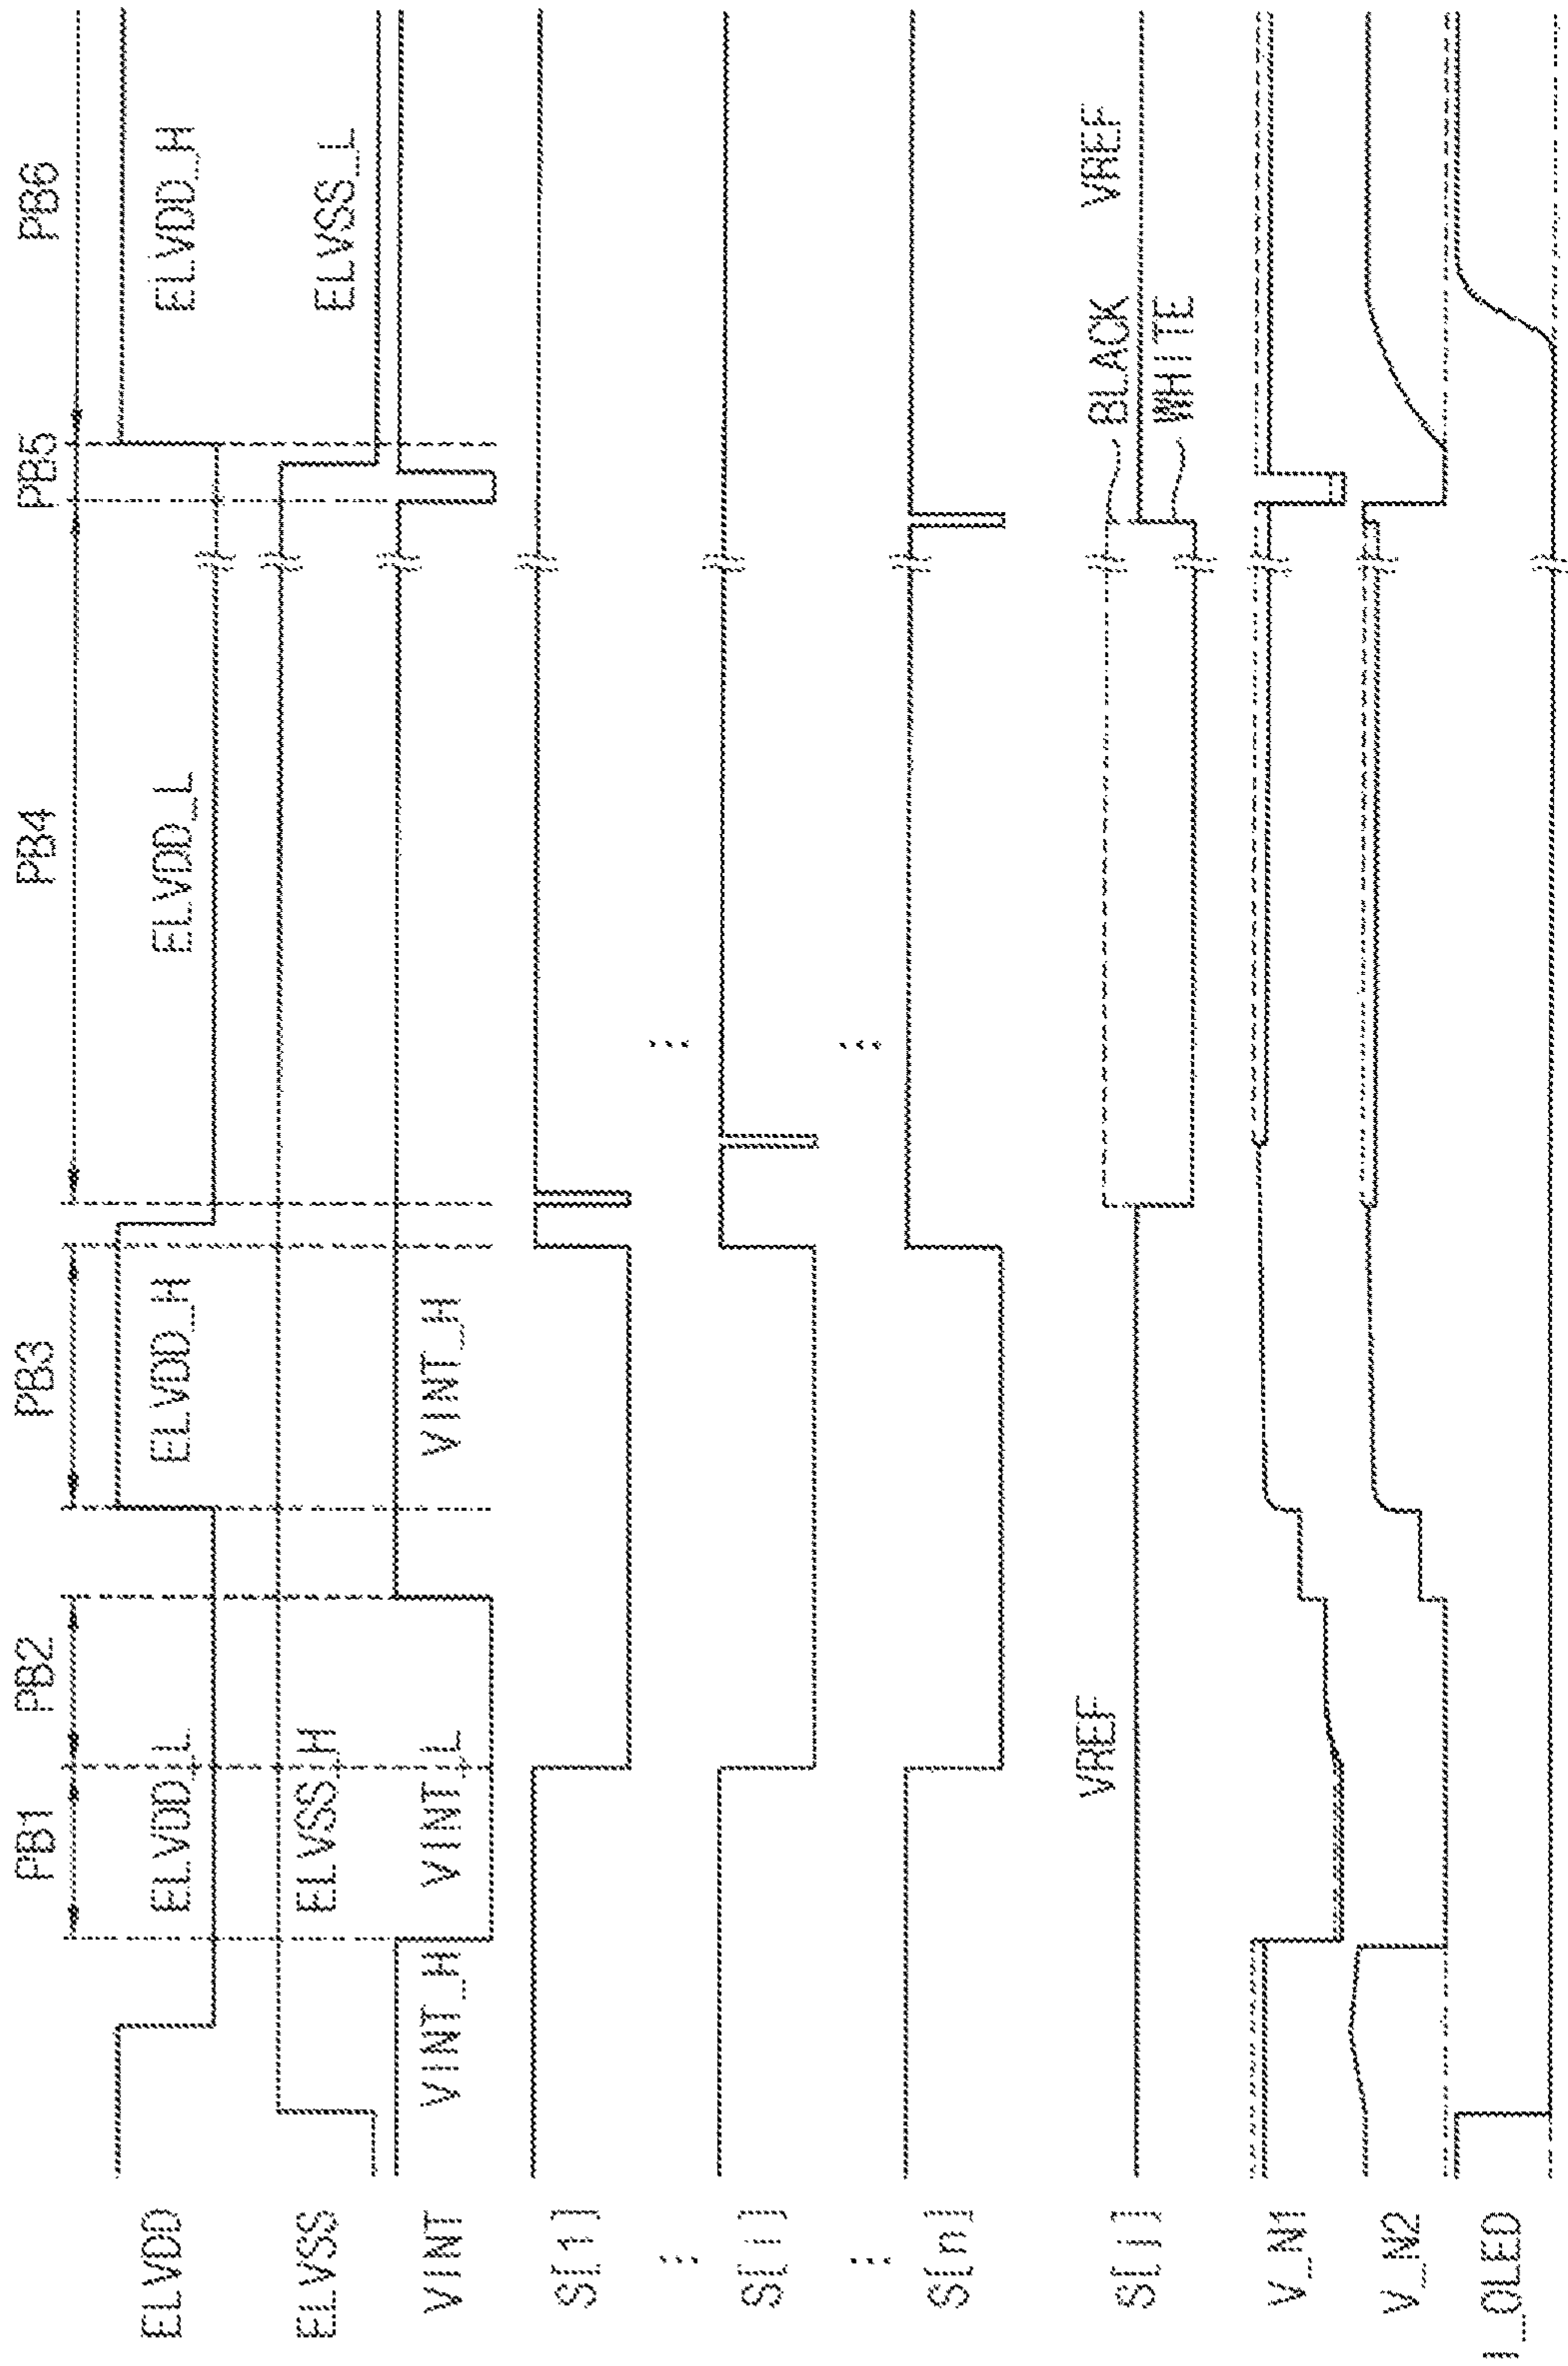 PB1 PB2 PB3 PB4 PB5 PB6
ELVDD ELVDD_L ELVDD_H ELVDD_L ELVDD_H
ELVSS ELVSS_H ELVSS_L
VINT VINT_H VINT_L VINT_H
S[1]
⋮
S[i]
⋮
S[n]
S[j] VREF BLACK WHITE VREF
V_N1
V_N2
I_OLED